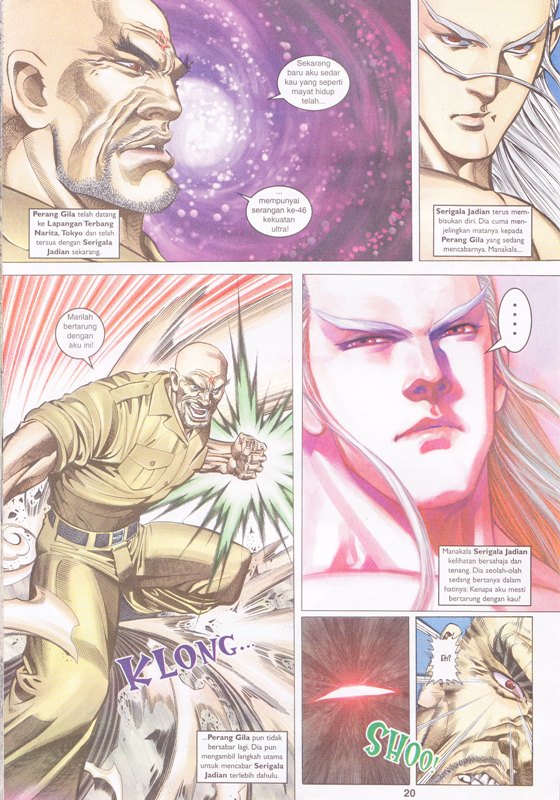 Sekarang
baru aku sedar
kau yang seperti
mayat hidup
telah...
...
mempunyai
serangan ke-46
kekuatan
ultra!
Perang Gila telah datang
ke Lapangan Terbang
Narita, Tokyo dan telah
tersua dengan Serigala
Jadian sekarang.
Serigala Jadian terus mem-
bisukan diri. Dia cuma men-
jelingkan matanya kepada
Perang Gila yang sedang
mencabarnya. Manakala...
Marilah
bertarung dengan
aku ini!
KLONG...
...Perang Gila pun tidak
bersabar lagi. Dia pun
mengambil langkah utama
untuk mencabar Serigala
Jadian terlebih dahulu.
....
Manakala Serigala Jadian
kelihatan bersahaja dan
tenang. Dia seolah-olah
sedang bertanya dalam
hatinya: Kenapa aku mesti
bertarung dengan kau?
Eh?
SHOO!
20